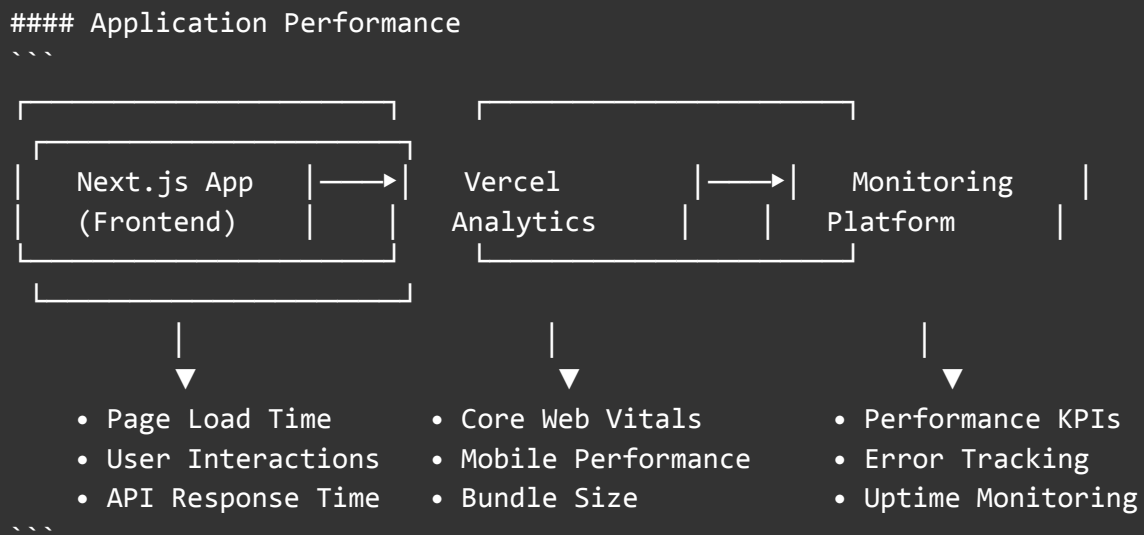 #### Application Performance
```
┌─────────────────────┐    ┌─────────────────────┐
┌─────────────────────┐
│   Next.js App   │───▶│   Vercel        │───▶│   Monitoring    │
│   (Frontend)    │    │   Analytics     │    │   Platform      │
└─────────────────────┘    └─────────────────────┘
└─────────────────────┘
│                      │                      │
▼                      ▼                      ▼
• Page Load Time   • Core Web Vitals     • Performance KPIs
• User Interactions   • Mobile Performance     • Error Tracking
• API Response Time   • Bundle Size     • Uptime Monitoring
```